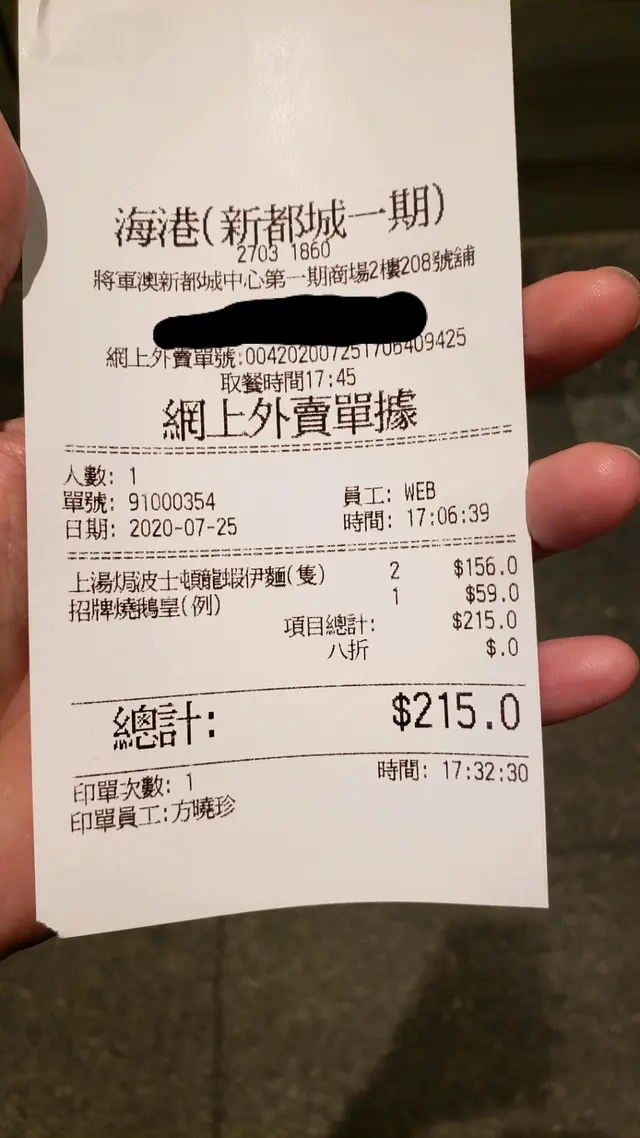 海港(新都城一期)
2703 1860
將軍澳新都城中心第一期商場2樓208號舖
網上外賣單號:00420200725170640​9425
取餐時間17:45
網上外賣單據
人數: 1
單號: 91000354 員工: WEB
日期: 2020-07-25 時間: 17:06:39
上湯焗波士頓龍蝦伊麵(隻) 2 $156.0
招牌燒鵝皇(例) 1 $59.0
項目總計: $215.0
八折 $.0
總計: $215.0
印單次數: 1 時間: 17:32:30
印單員工:方曉珍